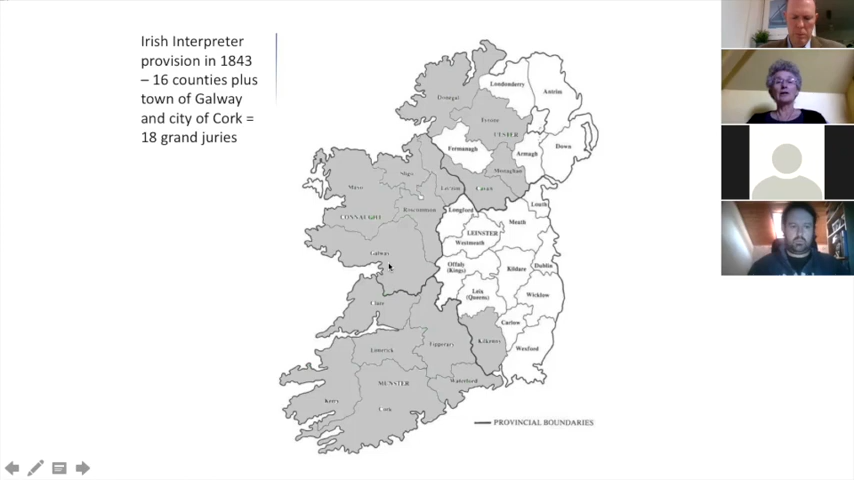 Irish Interpreter
provision in 1843
– 16 counties plus
town of Galway
and city of Cork =
18 grand juries
Londonderry
Antrim
Donegal
Tyrone
ULSTER
Fermanagh
Armagh
Down
Monaghan
Cavan
Sligo
Leitrim
Mayo
CONNAUGHT
Roscommon
Longford
Louth
Meath
LEINSTER
Westmeath
Galway
Offaly
(Kings)
Kildare
Dublin
Laix
(Queens)
Wicklow
Clare
Carlow
Kilkenny
Wexford
Limerick
Tipperary
MUNSTER
Waterford
Kerry
Cork
PROVINCIAL BOUNDARIES